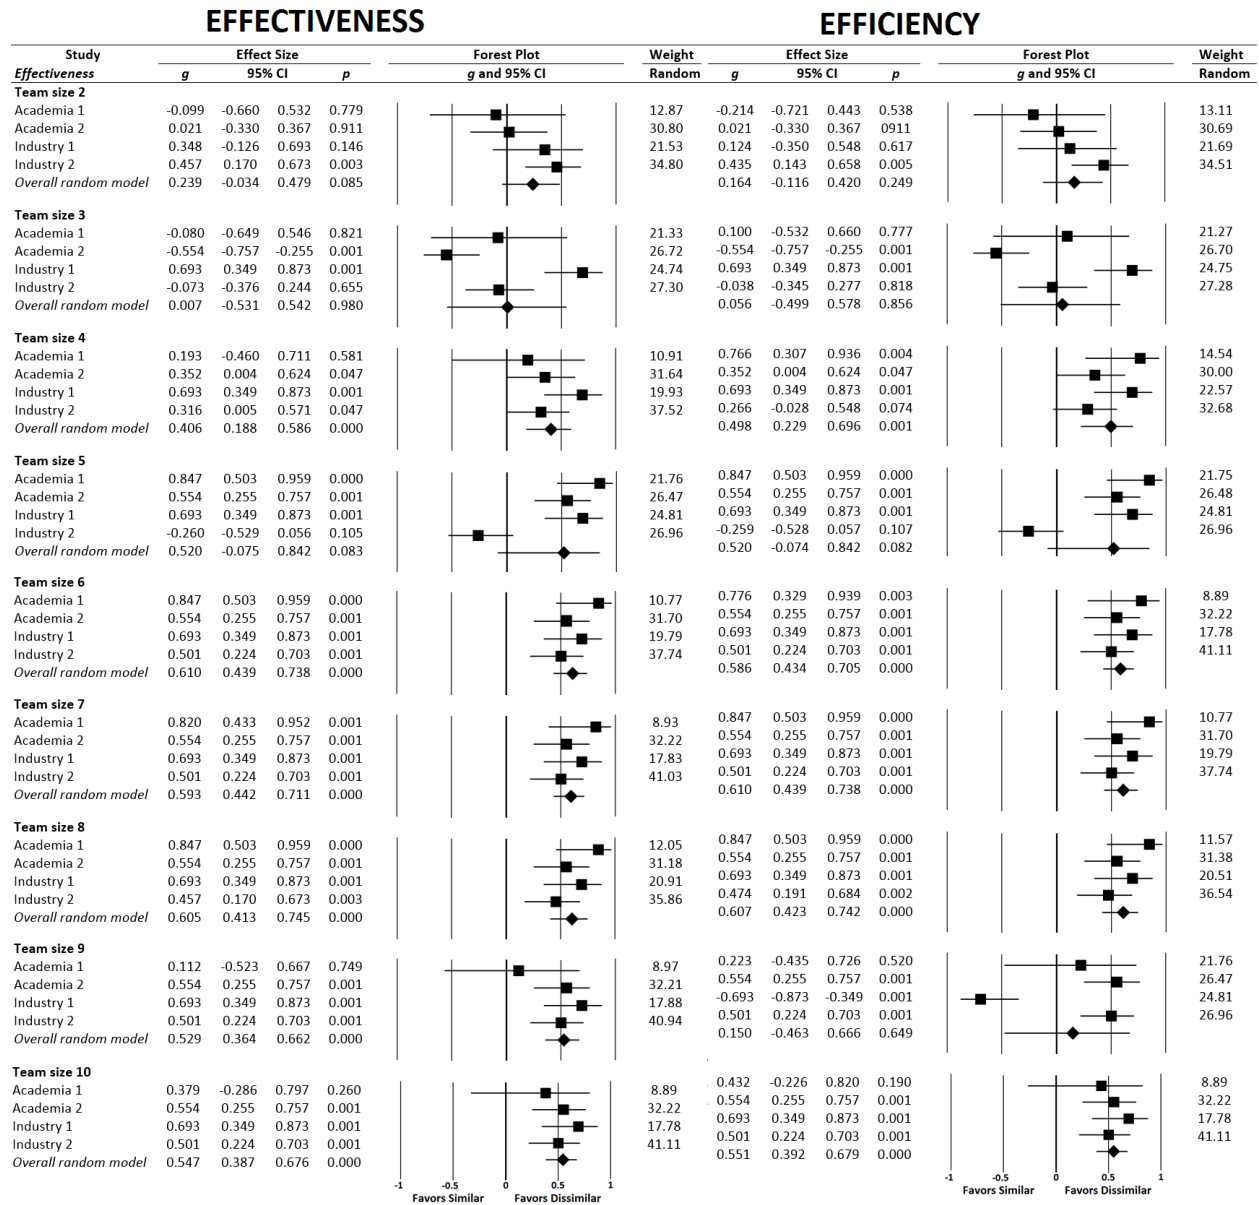 EFFECTIVENESS EFFICIENCY
Study Effect Size Forest Plot Weight Effect Size Forest Plot Weight
Effectiveness g 95% CI p g and 95% CI Random g 95% CI p g and 95% CI Random
Team size 2
Academia 1 -0.099 -0.660 0.532 0.779 12.87 -0.214 -0.721 0.443 0.538 13.11
Academia 2 0.021 -0.330 0.367 0.911 30.80 0.021 -0.330 0.367 0911 30.69
Industry 1 0.348 -0.126 0.693 0.146 21.53 0.124 -0.350 0.548 0.617 21.69
Industry 2 0.457 0.170 0.673 0.003 34.80 0.435 0.143 0.658 0.005 34.51
Overall random model 0.239 -0.034 0.479 0.085 0.164 -0.116 0.420 0.249
Team size 3
Academia 1 -0.080 -0.649 0.546 0.821 21.33 0.100 -0.532 0.660 0.777 21.27
Academia 2 -0.554 -0.757 -0.255 0.001 26.72 -0.554 -0.757 -0.255 0.001 26.70
Industry 1 0.693 0.349 0.873 0.001 24.74 0.693 0.349 0.873 0.001 24.75
Industry 2 -0.073 -0.376 0.244 0.655 27.30 -0.038 -0.345 0.277 0.818 27.28
Overall random model 0.007 -0.531 0.542 0.980 0.056 -0.499 0.578 0.856
Team size 4
Academia 1 0.193 -0.460 0.711 0.581 10.91 0.766 0.307 0.936 0.004 14.54
Academia 2 0.352 0.004 0.624 0.047 31.64 0.352 0.004 0.624 0.047 30.00
Industry 1 0.693 0.349 0.873 0.001 19.93 0.693 0.349 0.873 0.001 22.57
Industry 2 0.316 0.005 0.571 0.047 37.52 0.266 -0.028 0.548 0.074 32.68
Overall random model 0.406 0.188 0.586 0.000 0.498 0.229 0.696 0.001
Team size 5
Academia 1 0.847 0.503 0.959 0.000 21.76 0.847 0.503 0.959 0.000 21.75
Academia 2 0.554 0.255 0.757 0.001 26.47 0.554 0.255 0.757 0.001 26.48
Industry 1 0.693 0.349 0.873 0.001 24.81 0.693 0.349 0.873 0.001 24.81
Industry 2 -0.260 -0.529 0.056 0.105 26.96 -0.259 -0.528 0.057 0.107 26.96
Overall random model 0.520 -0.075 0.842 0.083 0.520 -0.074 0.842 0.082
Team size 6
Academia 1 0.847 0.503 0.959 0.000 10.77 0.776 0.329 0.939 0.003 8.89
Academia 2 0.554 0.255 0.757 0.001 31.70 0.554 0.255 0.757 0.001 32.22
Industry 1 0.693 0.349 0.873 0.001 19.79 0.693 0.349 0.873 0.001 17.78
Industry 2 0.501 0.224 0.703 0.001 37.74 0.501 0.224 0.703 0.001 41.11
Overall random model 0.610 0.439 0.738 0.000 0.586 0.434 0.705 0.000
Team size 7
Academia 1 0.820 0.433 0.952 0.001 8.93 0.847 0.503 0.959 0.000 10.77
Academia 2 0.554 0.255 0.757 0.001 32.22 0.554 0.255 0.757 0.001 31.70
Industry 1 0.693 0.349 0.873 0.001 17.83 0.693 0.349 0.873 0.001 19.79
Industry 2 0.501 0.224 0.703 0.001 41.03 0.501 0.224 0.703 0.001 37.74
Overall random model 0.593 0.442 0.711 0.000 0.610 0.439 0.738 0.000
Team size 8
Academia 1 0.847 0.503 0.959 0.000 12.05 0.847 0.503 0.959 0.000 11.57
Academia 2 0.554 0.255 0.757 0.001 31.18 0.554 0.255 0.757 0.001 31.38
Industry 1 0.693 0.349 0.873 0.001 20.91 0.693 0.349 0.873 0.001 20.51
Industry 2 0.457 0.170 0.673 0.003 35.86 0.474 0.191 0.684 0.002 36.54
Overall random model 0.605 0.413 0.745 0.000 0.607 0.423 0.742 0.000
Team size 9
Academia 1 0.112 -0.523 0.667 0.749 8.97 0.223 -0.435 0.726 0.520 21.76
Academia 2 0.554 0.255 0.757 0.001 32.21 0.554 0.255 0.757 0.001 26.47
Industry 1 0.693 0.349 0.873 0.001 17.88 -0.693 -0.873 -0.349 0.001 24.81
Industry 2 0.501 0.224 0.703 0.001 40.94 0.501 0.224 0.703 0.001 26.96
Overall random model 0.529 0.364 0.662 0.000 0.150 -0.463 0.666 0.649
Team size 10
Academia 1 0.379 -0.286 0.797 0.260 8.89 0.432 -0.226 0.820 0.190 8.89
Academia 2 0.554 0.255 0.757 0.001 32.22 0.554 0.255 0.757 0.001 32.22
Industry 1 0.693 0.349 0.873 0.001 17.78 0.693 0.349 0.873 0.001 17.78
Industry 2 0.501 0.224 0.703 0.001 41.11 0.501 0.224 0.703 0.001 41.11
Overall random model 0.547 0.387 0.676 0.000 0.551 0.392 0.679 0.000
-1 -0.5 0 0.5 1 -1 -0.5 0 0.5 1
Favors Similar Favors Dissimilar Favors Similar Favors Dissimilar